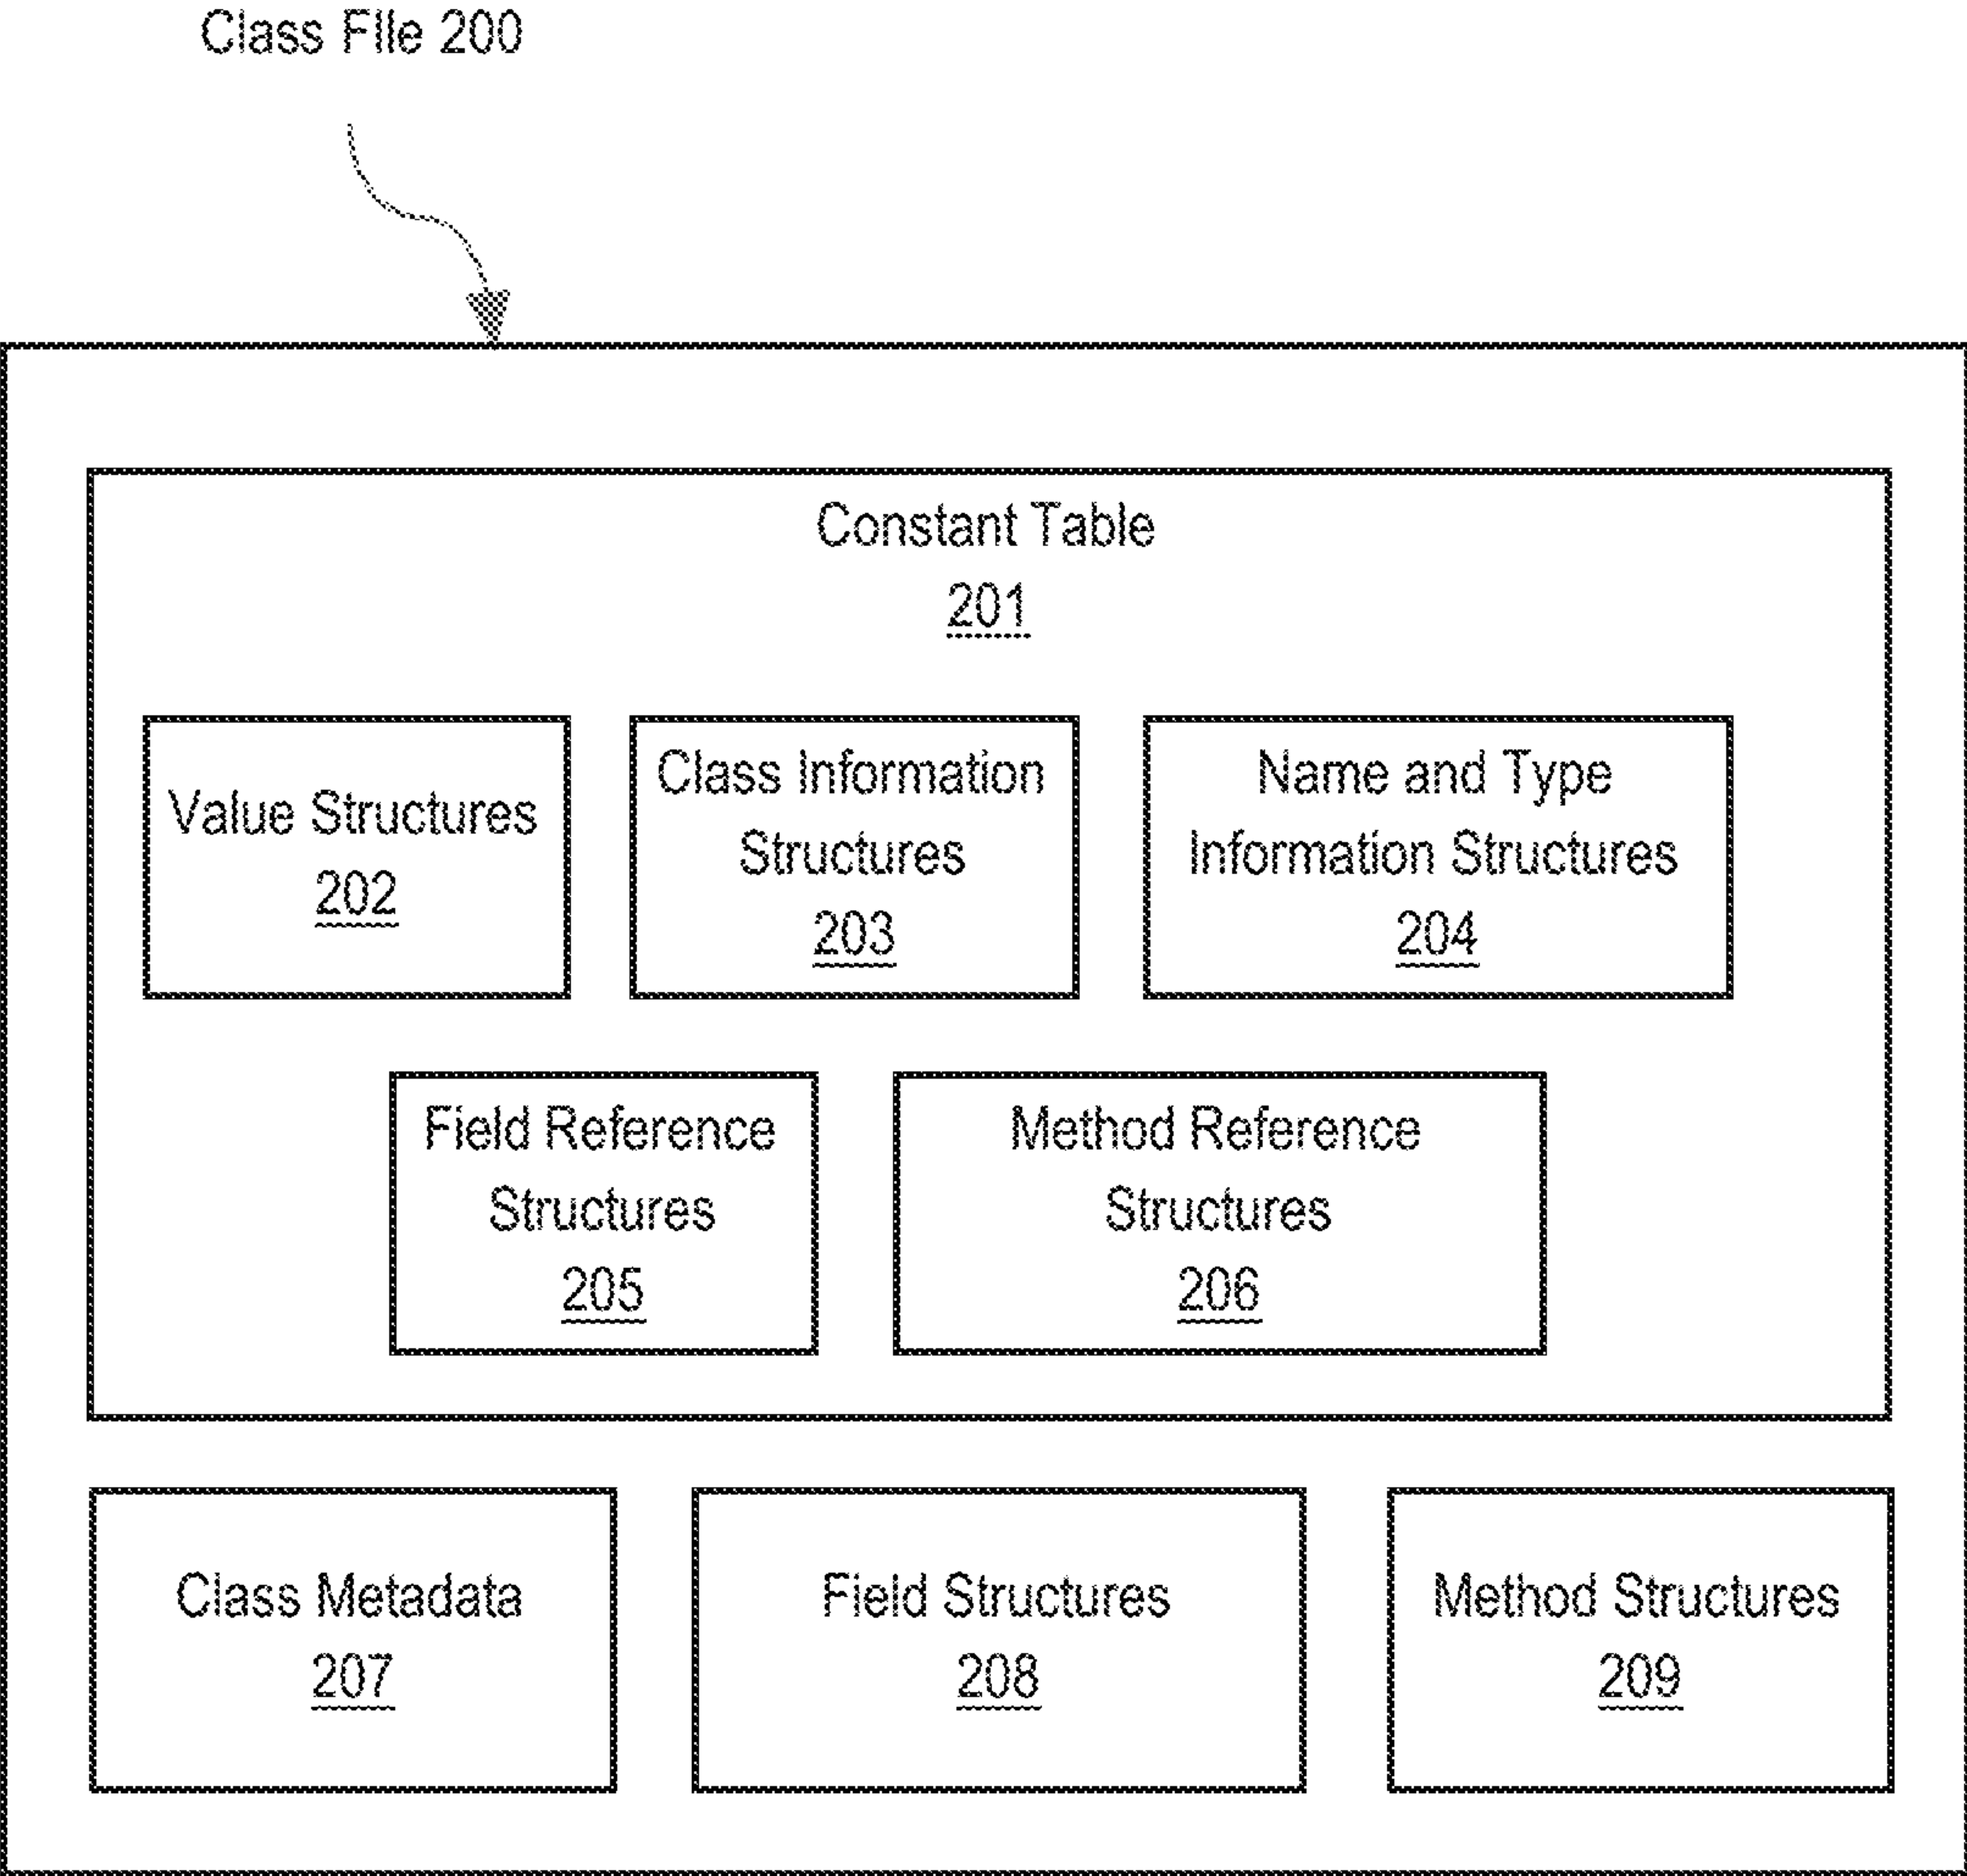 Class File 200
Constant Table
201
Value Structures
202
Class Information
Structures
203
Name and Type
Information Structures
204
Field Reference
Structures
205
Method Reference
Structures
206
Class Metadata
207
Field Structures
208
Method Structures
209